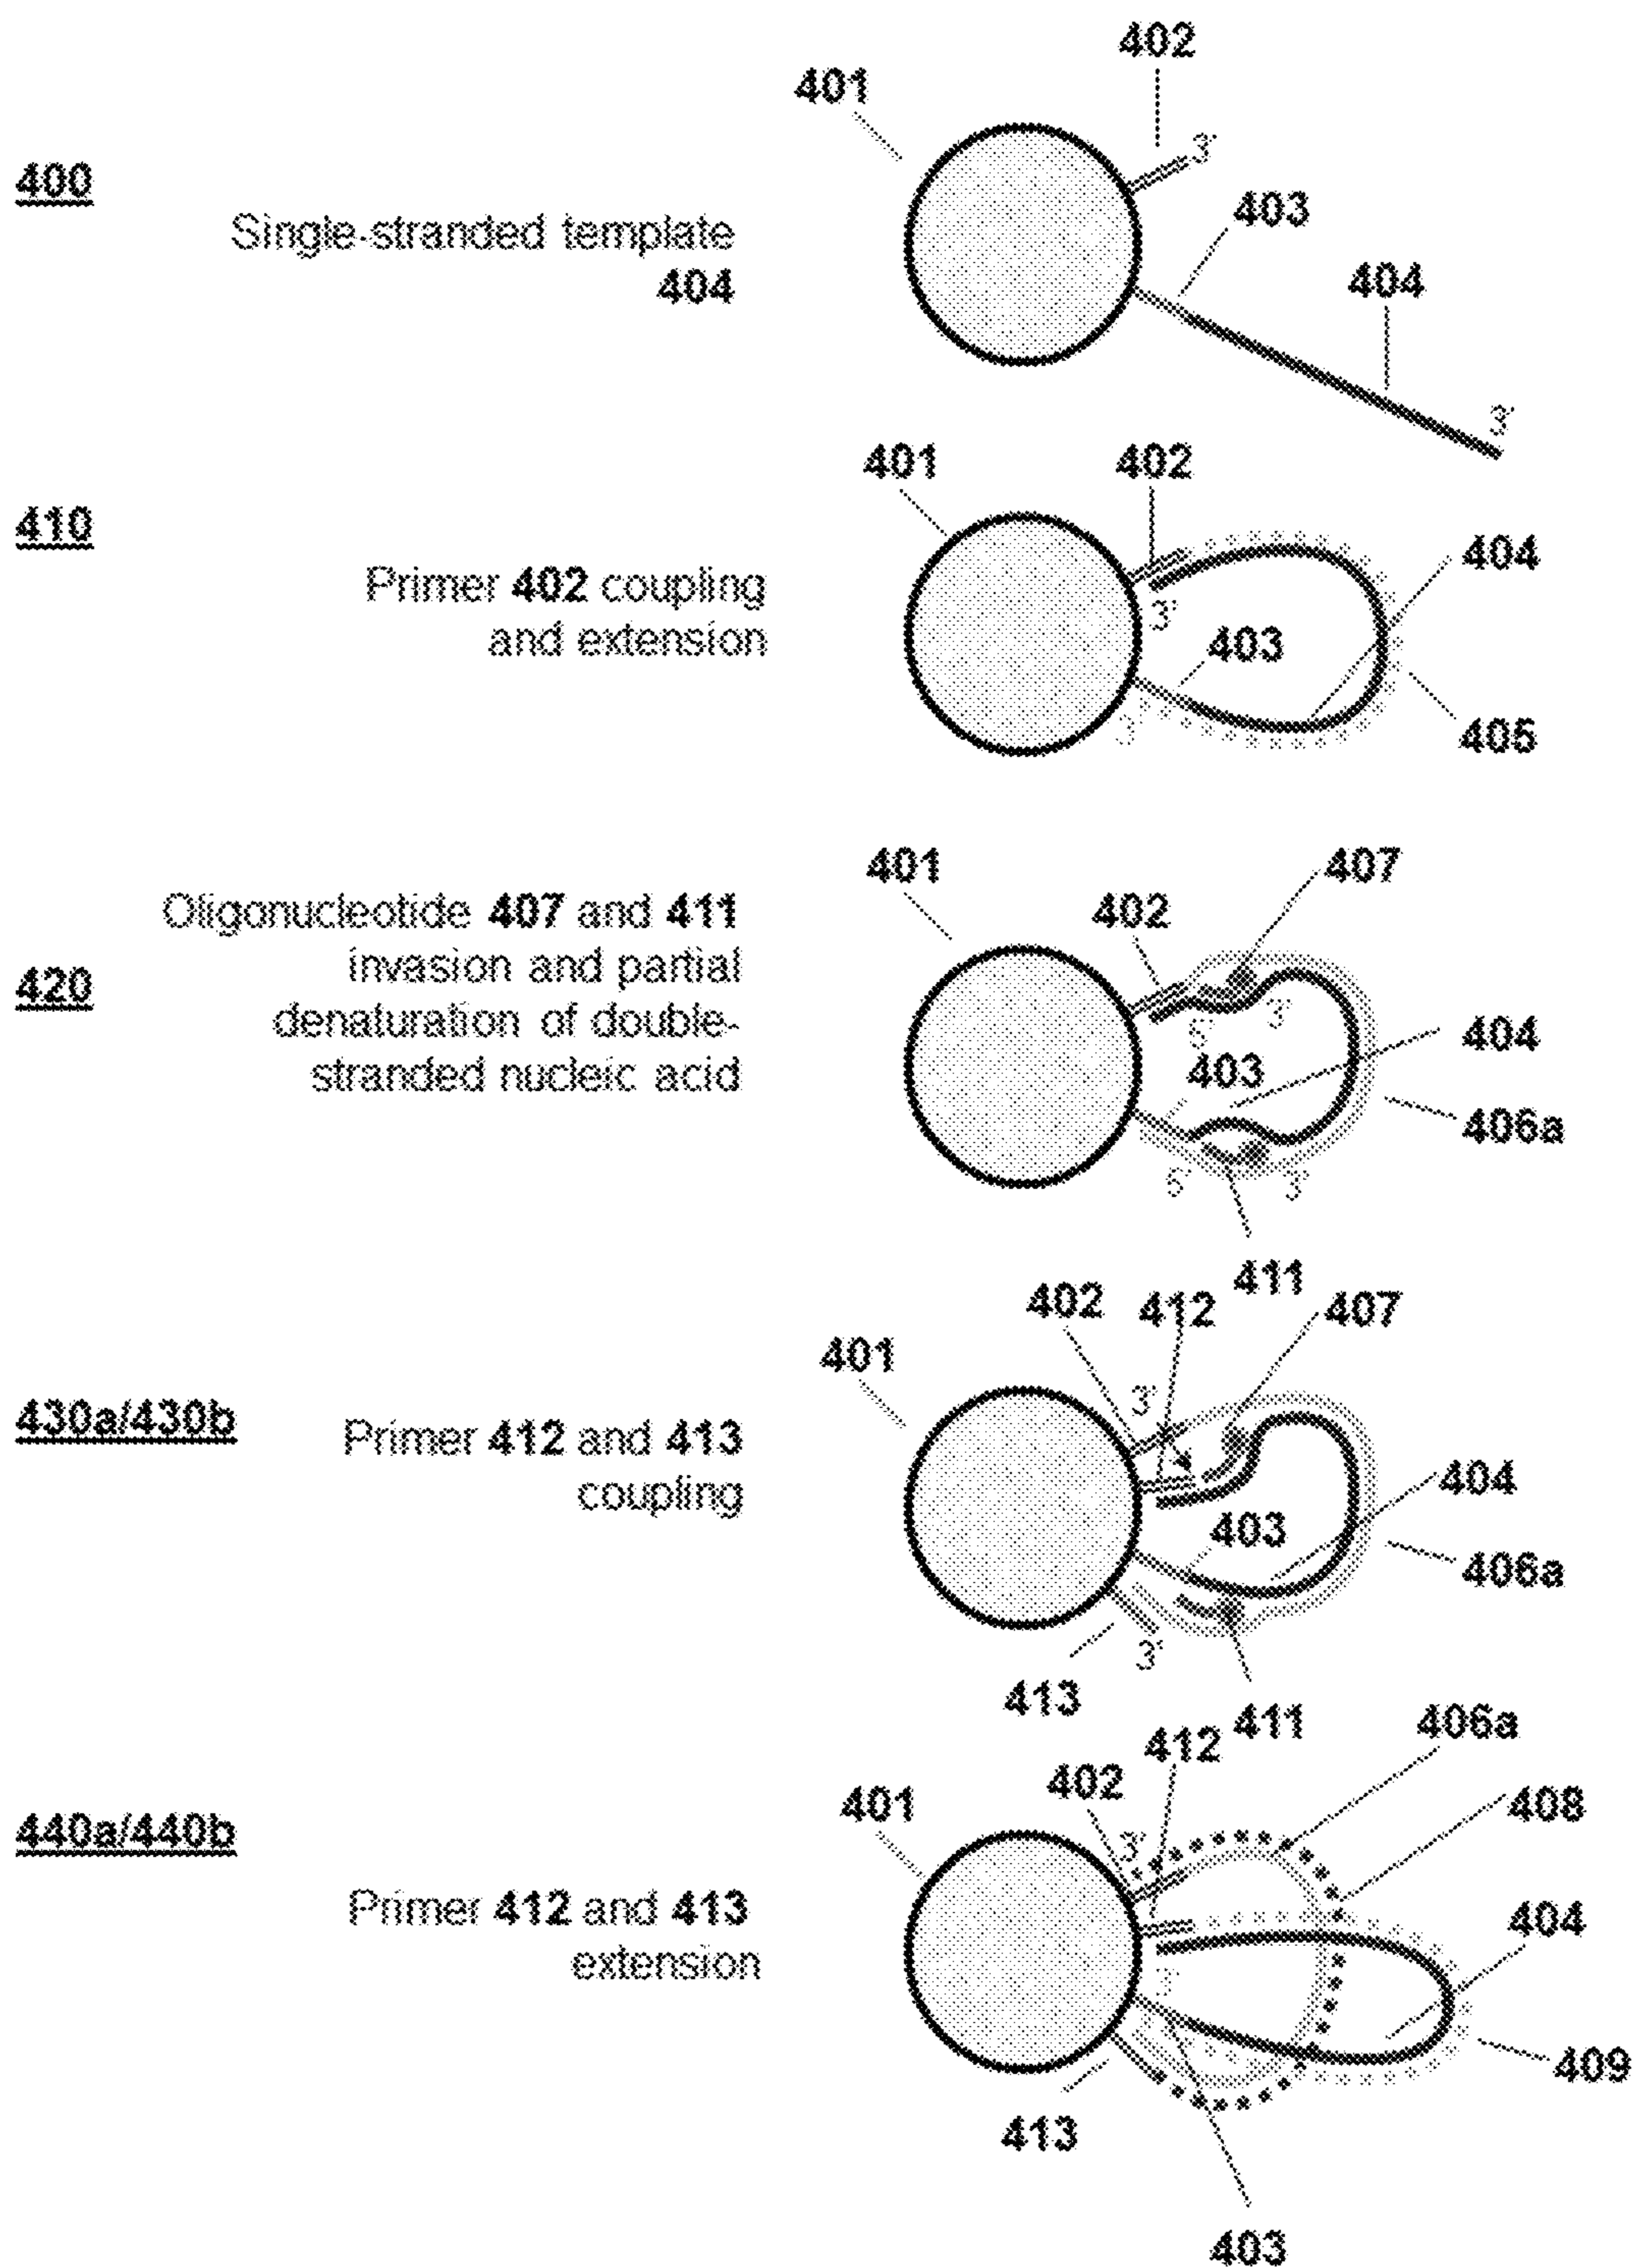 402
401
3'
400
403
Single-stranded template
404
404
3'
401
402
410
404
Primer 402 coupling
and extension
3'
403
3'
405
401
407
402
Oligonucleotide 407 and 411
invasion and partial
420
denaturation of double-
stranded nucleic acid
5'
3'
404
403
406a
5'
3'
411
402
412
407
401
3'
430a/430b
Primer 412 and 413
coupling
404
403
406a
3'
413
411
406a
412
402
401
408
440a/440b
3'
Primer 412 and 413
extension
404
3'
409
413
403